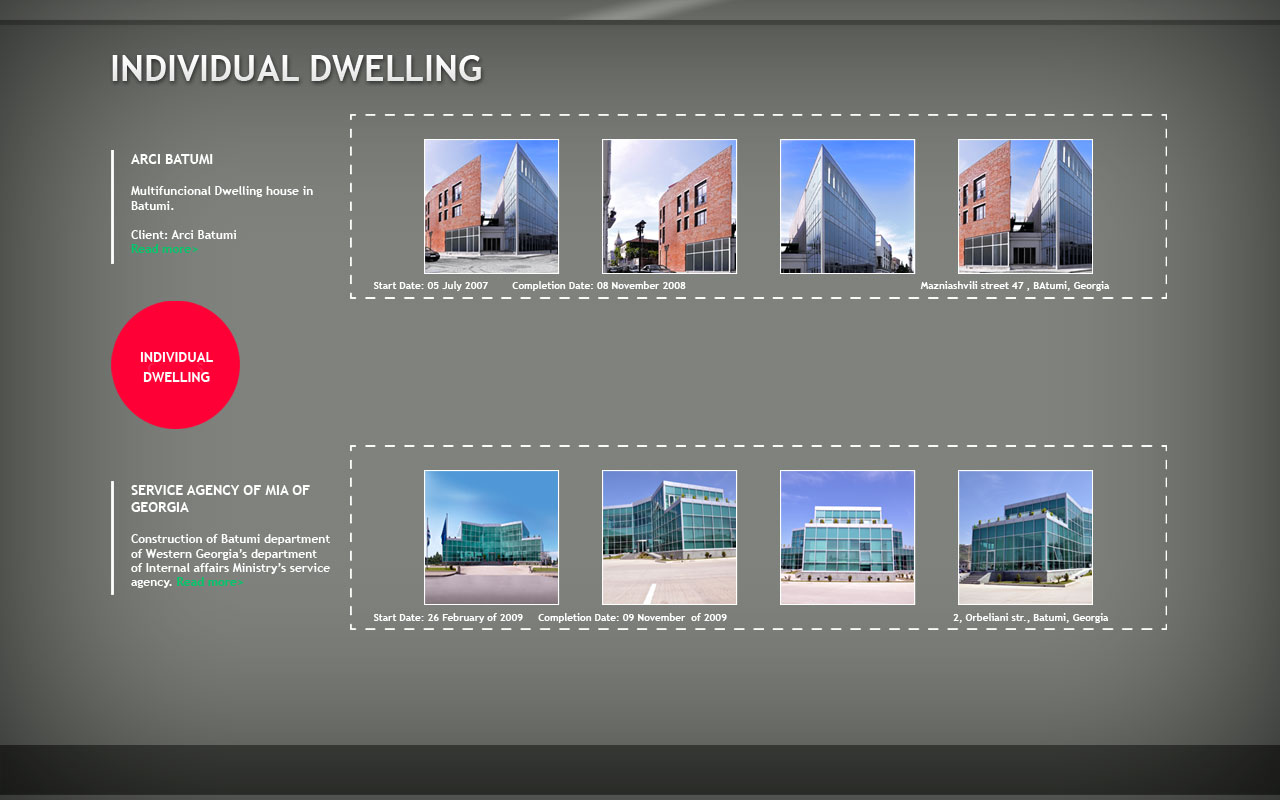 INDIVIDUAL DWELLING
ARCI BATUMI
Multifuncional Dwelling house in
Batumi.
Client: Arci Batumi
Read more>
Start Date: 05 July 2007 Completion Date: 08 November 2008 Mazniashvili street 47 , BAtumi, Georgia
INDIVIDUAL
DWELLING
SERVICE AGENCY OF MIA OF
GEORGIA
Construction of Batumi department
of Western Georgia's department
of Internal affairs Ministry's service
agency. Read more>
Start Date: 26 February of 2009 Completion Date: 09 November of 2009 2, Orbeliani str., Batumi, Georgia